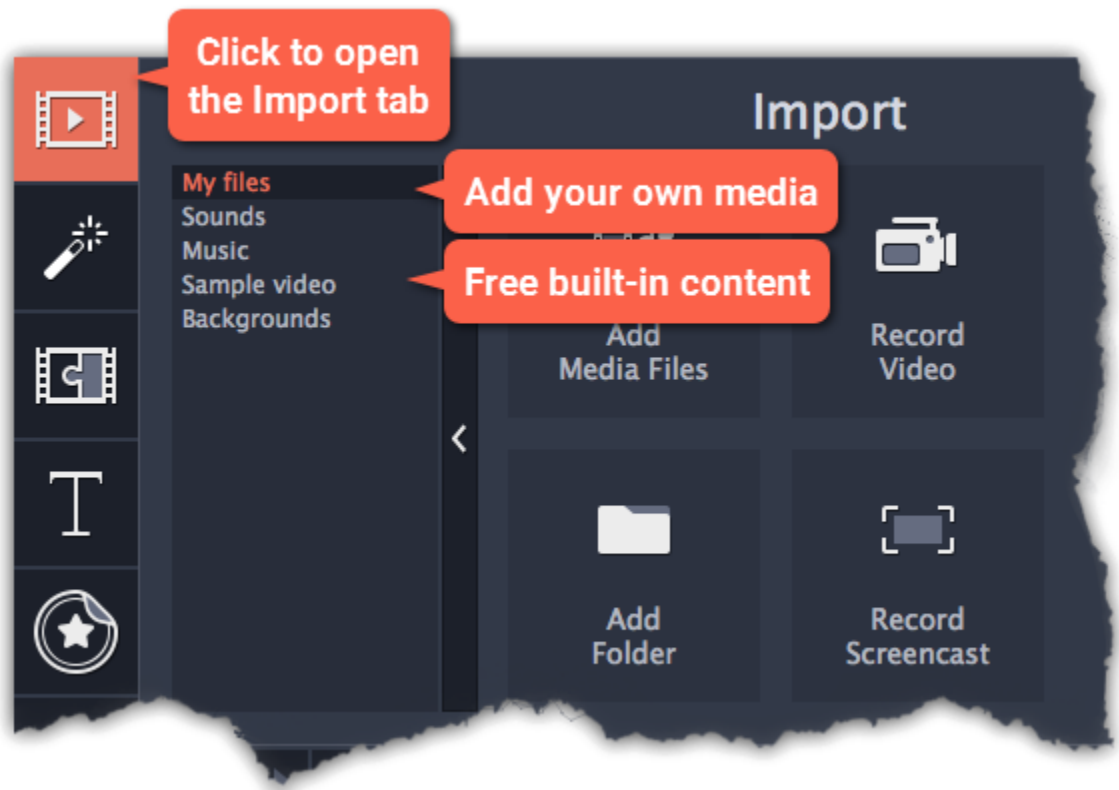 Click to open
the Import tab
Import
My files
Add your own media
Sounds
Music
Sample video
Free built-in content
Backgrounds
Add
Media Files
Record
Video
Add
Folder
Record
Screencast